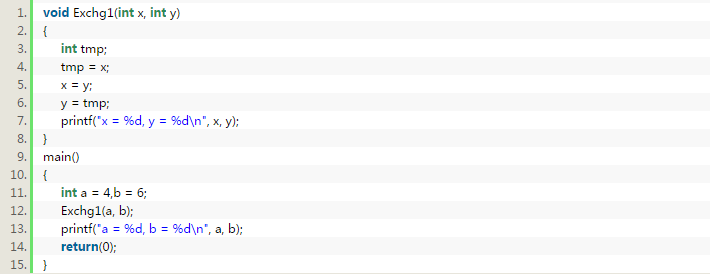 1. void Exchg1(int x, int y)
2. {
3. int tmp;
4. tmp = x;
5. x = y;
6. y = tmp;
7. printf("x = %d, y = %d\n", x, y);
8. }
9. main()
10. {
11. int a = 4,b = 6;
12. Exchg1(a, b);
13. printf("a = %d, b = %d\n", a, b);
14. return(0);
15. }